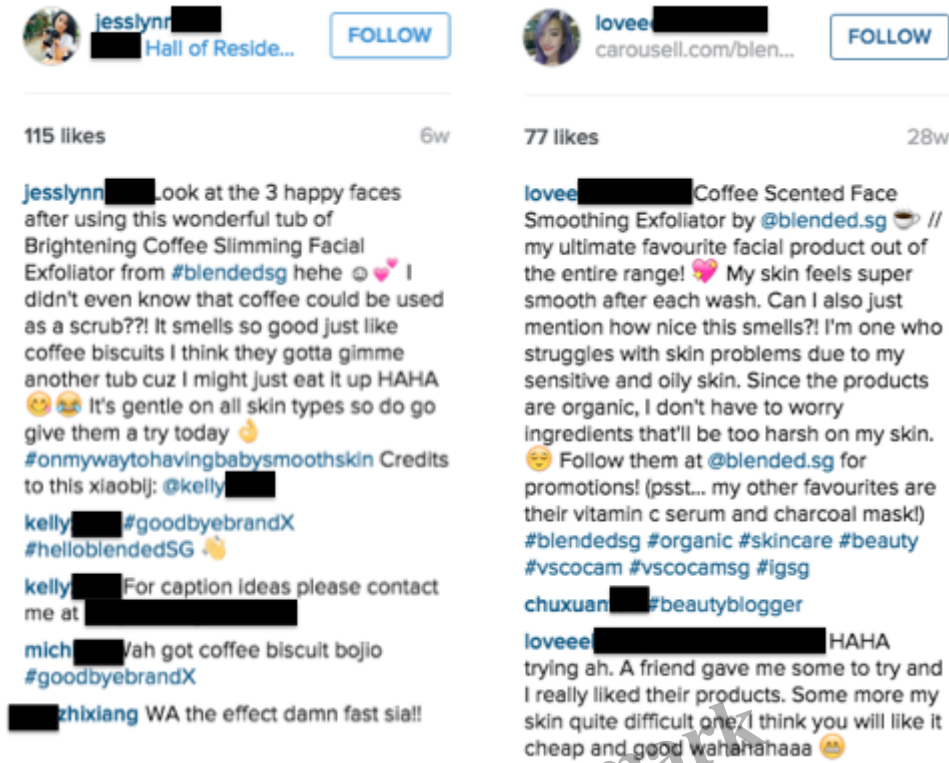 jesslynn
Hall of Reside...
FOLLOW
115 likes
6w
jesslynn Look at the 3 happy faces
after using this wonderful tub of
Brightening Coffee Slimming Facial
Exfoliator from #blendedsg hehe ☺💕 I
didn't even know that coffee could be used
as a scrub??! It smells so good just like
coffee biscuits I think they gotta gimme
another tub cuz I might just eat it up HAHA
😋😂 It's gentle on all skin types so do go
give them a try today 👌
#onmywaytohavingbabysmoothskin Credits
to this xiaobij: @kelly
kelly #goodbyebrandX
#helloblendedSG 👋
kelly For caption ideas please contact
me at
mich Wah got coffee biscuit bojio
#goodbyebrandX
zhixiang WA the effect damn fast sia!!
lovee
carousell.com/blen...
FOLLOW
77 likes
28w
lovee Coffee Scented Face
Smoothing Exfoliator by @blended.sg ☕ //
my ultimate favourite facial product out of
the entire range! 💖 My skin feels super
smooth after each wash. Can I also just
mention how nice this smells?! I'm one who
struggles with skin problems due to my
sensitive and oily skin. Since the products
are organic, I don't have to worry
ingredients that'll be too harsh on my skin.
😌 Follow them at @blended.sg for
promotions! (psst... my other favourites are
their vitamin c serum and charcoal mask!)
#blendedsg #organic #skincare #beauty
#vscocam #vscocamsg #igsg
chuxuan #beautyblogger
loveee HAHA
trying ah. A friend gave me some to try and
I really liked their products. Some more my
skin quite difficult one. I think you will like it
cheap and good wahahahaaa 😁